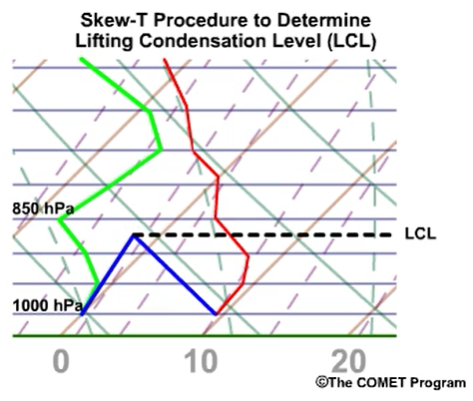 Skew-T Procedure to Determine
Lifting Condensation Level (LCL)
850 hPa
LCL
1000 hPa
0 10 20
©The COMET Program